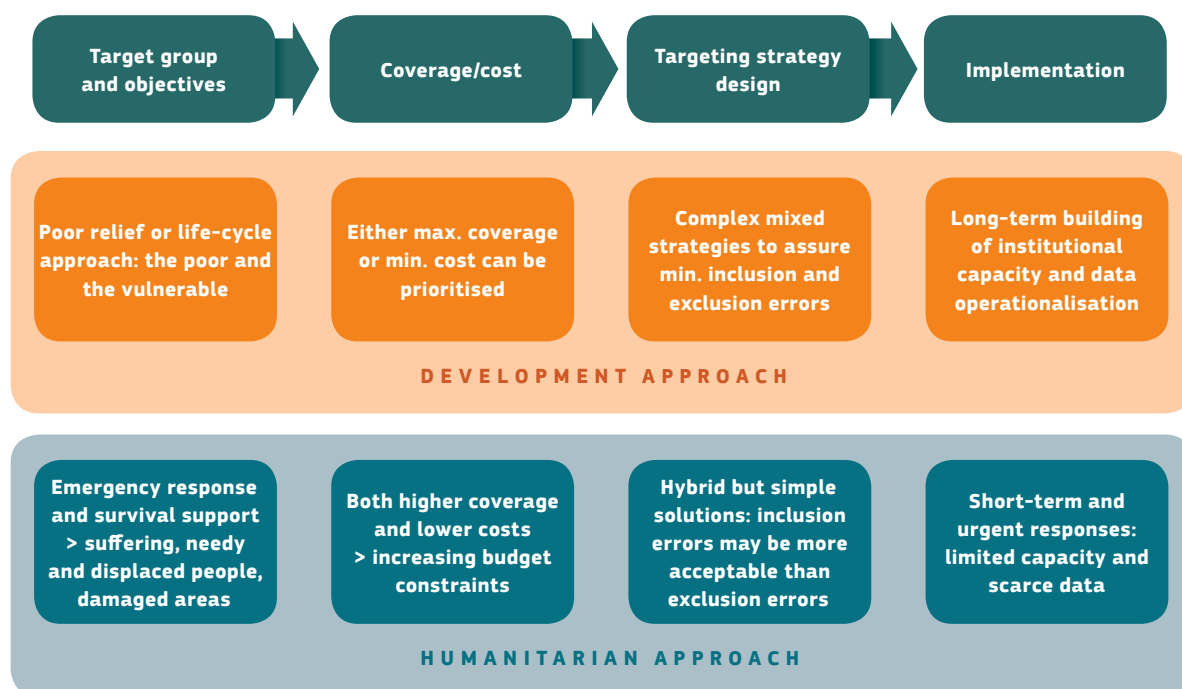 Target group
and objectives
Coverage/cost
Targeting strategy
design
Implementation
Poor relief or life-cycle
approach: the poor and
the vulnerable
Either max. coverage
or min. cost can be
prioritised
Complex mixed
strategies to assure
min. inclusion and
exclusion errors
Long-term building
of institutional
capacity and data
operationalisation
DEVELOPMENT APPROACH
Emergency response
and survival support
> suffering, needy
and displaced people,
damaged areas
Both higher coverage
and lower costs
> increasing budget
constraints
Hybrid but simple
solutions: inclusion
errors may be more
acceptable than
exclusion errors
Short-term and
urgent responses:
limited capacity and
scarce data
HUMANITARIAN APPROACH